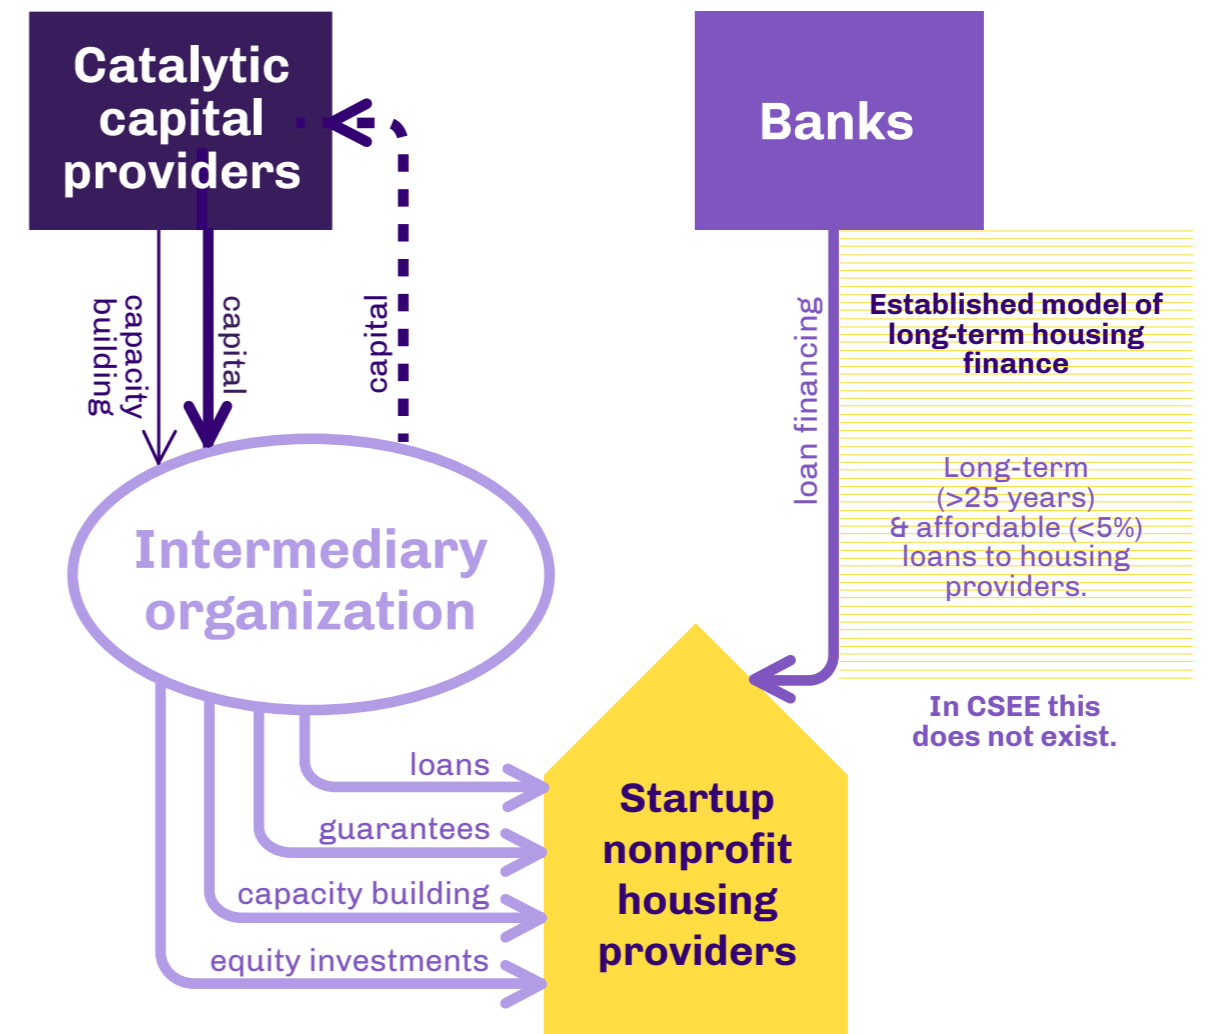 Catalytic
capital
providers
Banks
capacity
building
capital
capital
loan financing
Established model of
long-term housing
finance
Long-term
(>25 years)
& affordable (<5%)
loans to housing
providers.
In CSEE this
does not exist.
Intermediary
organization
loans
guarantees
capacity building
equity investments
Startup
nonprofit
housing
providers